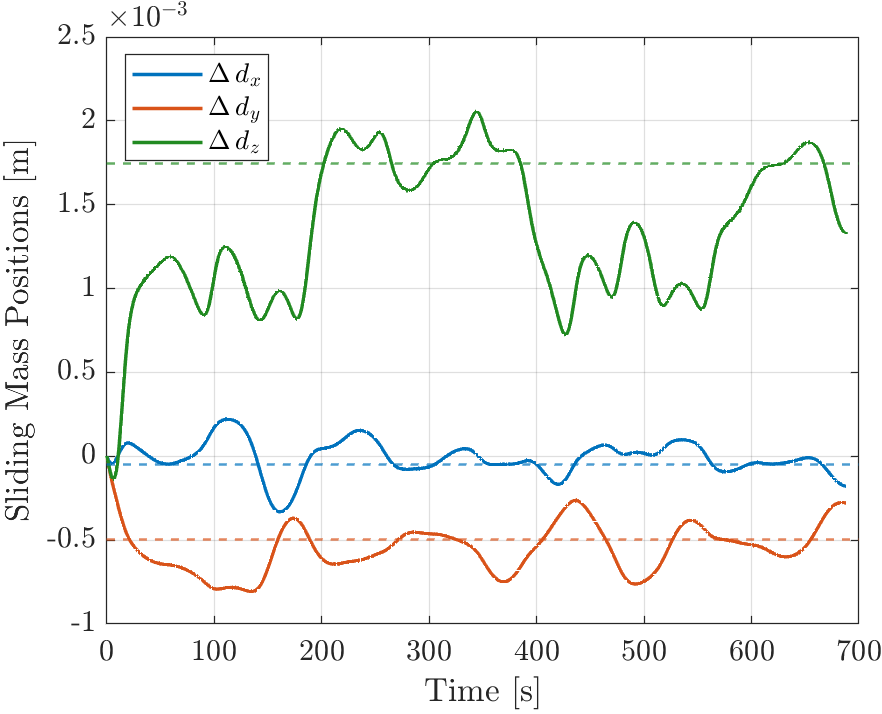 ×10⁻³
2.5
2
1.5
1
0.5
0
-0.5
-1
Δ dₓ
Δ d_y
Δ d_z
Sliding Mass Positions [m]
0 100 200 300 400 500 600 700
Time [s]